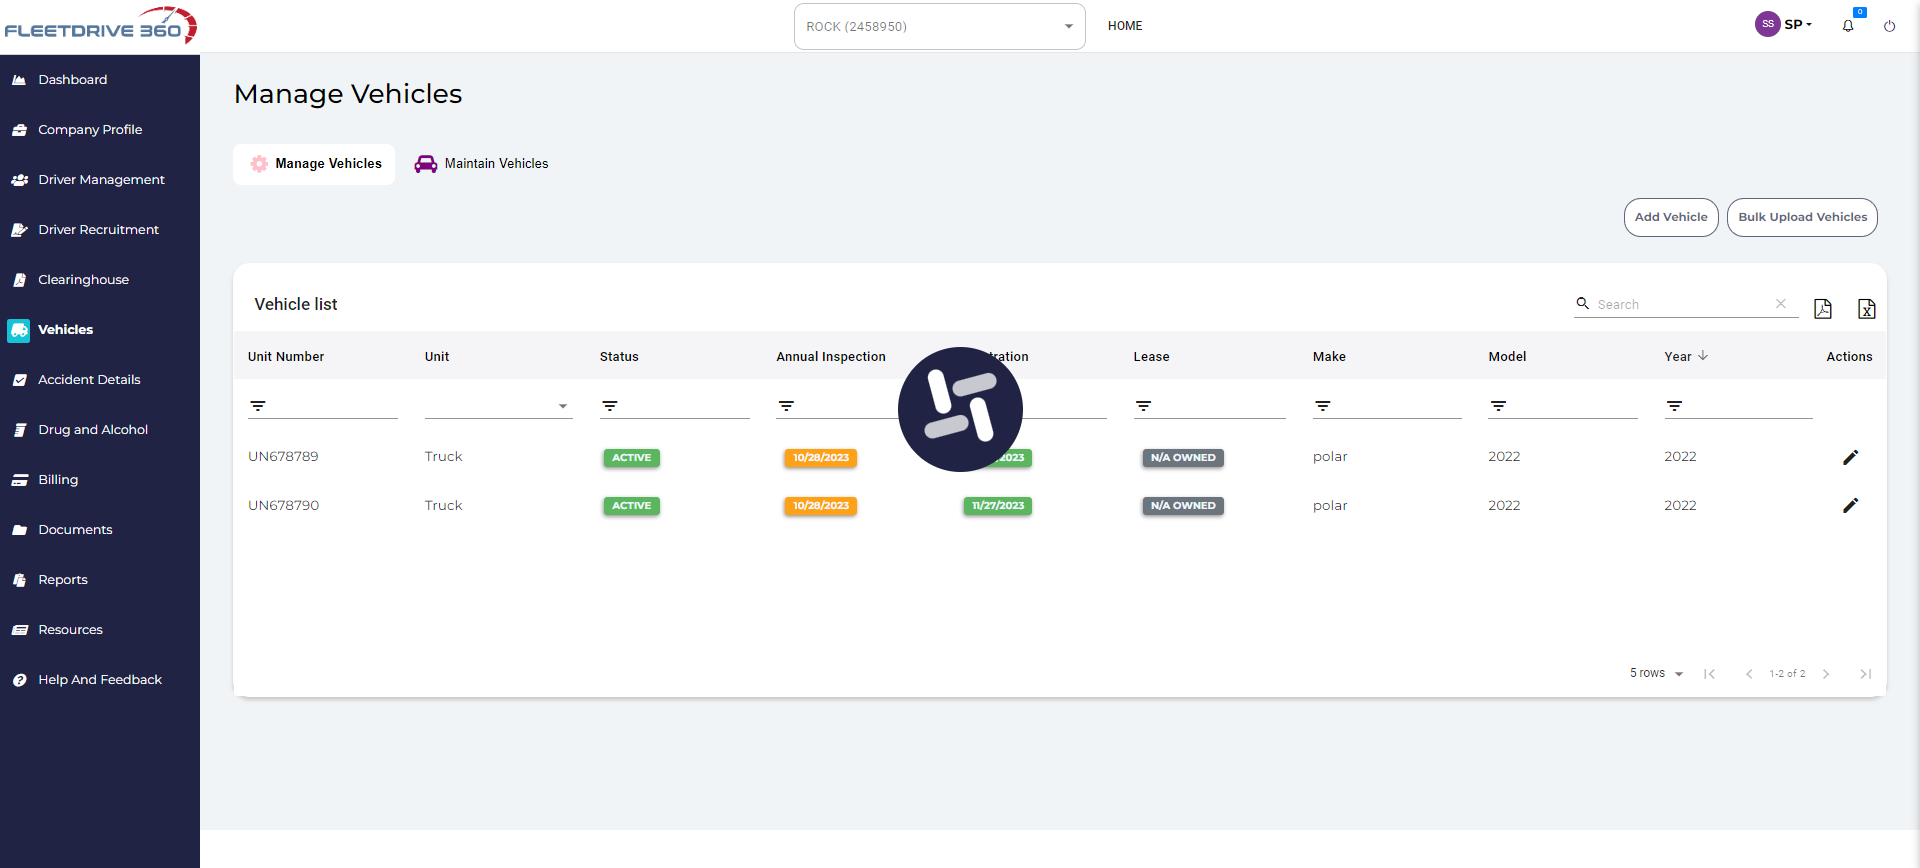 FLEETDRIVE 360
ROCK (2458950)
HOME
SS
SP
0
Dashboard
Company Profile
Driver Management
Driver Recruitment
Clearinghouse
Vehicles
Accident Details
Drug and Alcohol
Billing
Documents
Reports
Resources
Help And Feedback
Manage Vehicles
Manage Vehicles
Maintain Vehicles
Add Vehicle
Bulk Upload Vehicles
Vehicle list
Search
Unit Number Unit Status Annual Inspection tration Lease Make Model Year Actions
UN678789 Truck ACTIVE 10/28/2023 /2023 N/A OWNED polar 2022 2022
UN678790 Truck ACTIVE 10/28/2023 11/27/2023 N/A OWNED polar 2022 2022
5 rows
1-2 of 2